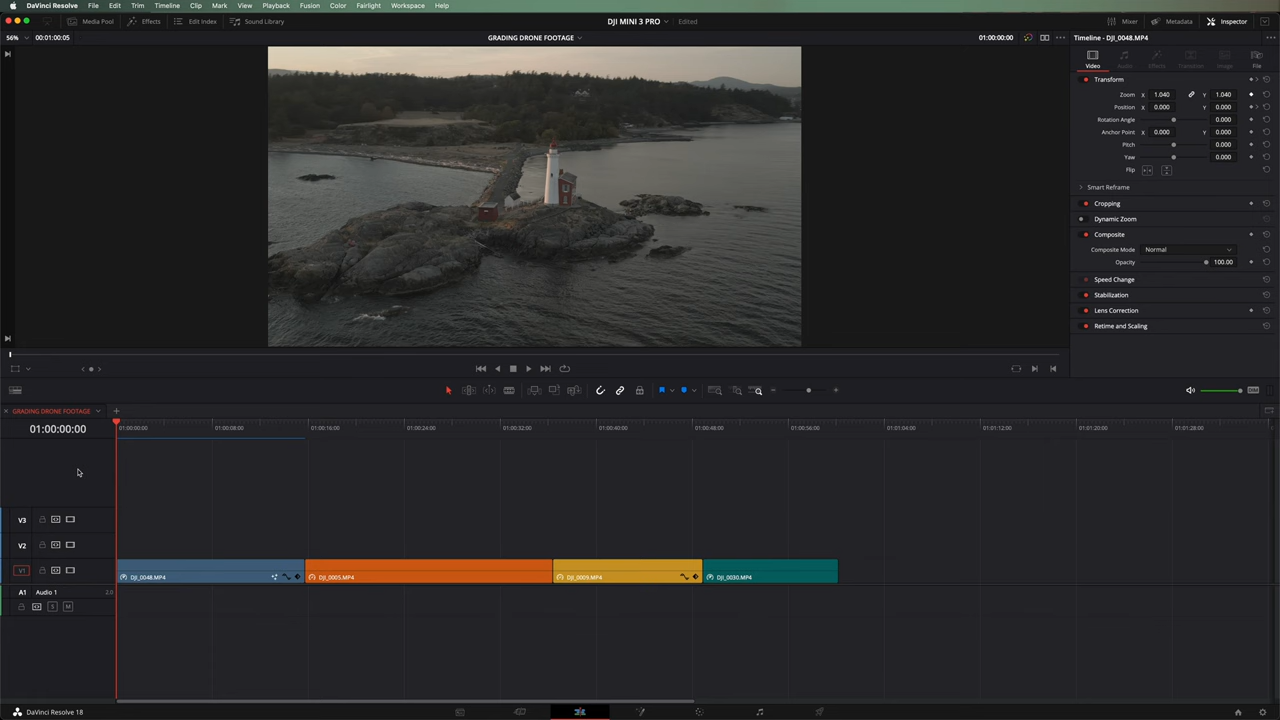 DaVinci Resolve File Edit Trim Timeline Clip Mark View Playback Fusion Color Fairlight Workspace Help
Media Pool Effects Edit Index Sound Library DJI MINI 3 PRO Edited Mixer Metadata Inspector
56% 00:01:00:05 GRADING DRONE FOOTAGE 01:00:00:00 Timeline - DJI_0048.MP4
Video Audio Effects Transition Image File
Transform
Zoom X 1.040 Y 1.040
Position X 0.000 Y 0.000
Rotation Angle 0.000
Anchor Point X 0.000 Y 0.000
Pitch 0.000
Yaw 0.000
Flip
Smart Reframe
Cropping
Dynamic Zoom
Composite
Composite Mode Normal
Opacity 100.00
Speed Change
Stabilization
Lens Correction
Retime and Scaling
DIM
GRADING DRONE FOOTAGE
01:00:00:00 01:00:00:00 01:00:08:00 01:00:16:00 01:00:24:00 01:00:32:00 01:00:40:00 01:00:48:00 01:00:56:00 01:01:04:00 01:01:12:00 01:01:20:00 01:01:28:00
V3
V2
V1 DJI_0048.MP4 DJI_0005.MP4 DJI_0009.MP4 DJI_0030.MP4
A1 Audio 1 2.0
S M
DaVinci Resolve 18